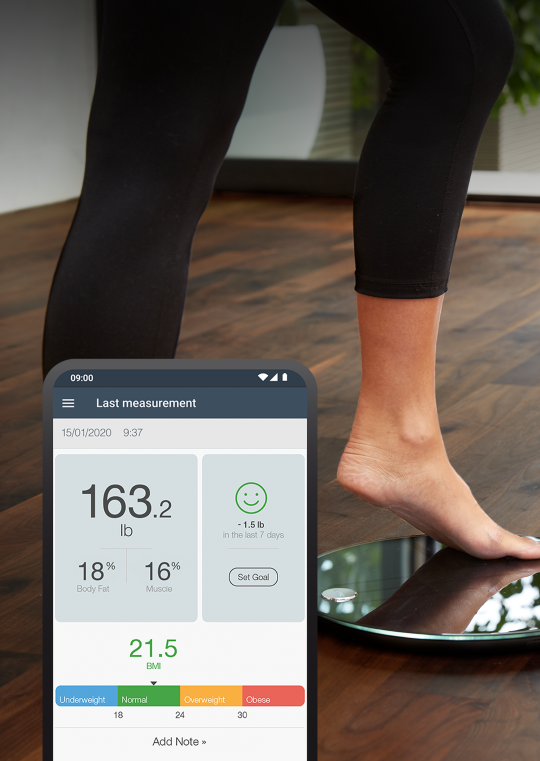 09:00
Last measurement
15/01/2020 9:37
163.2
lb
18% 16%
Body Fat Muscle
- 1.5 lb
in the last 7 days
Set Goal
21.5
BMI
Underweight Normal Overweight Obese
18 24 30
Add Note »